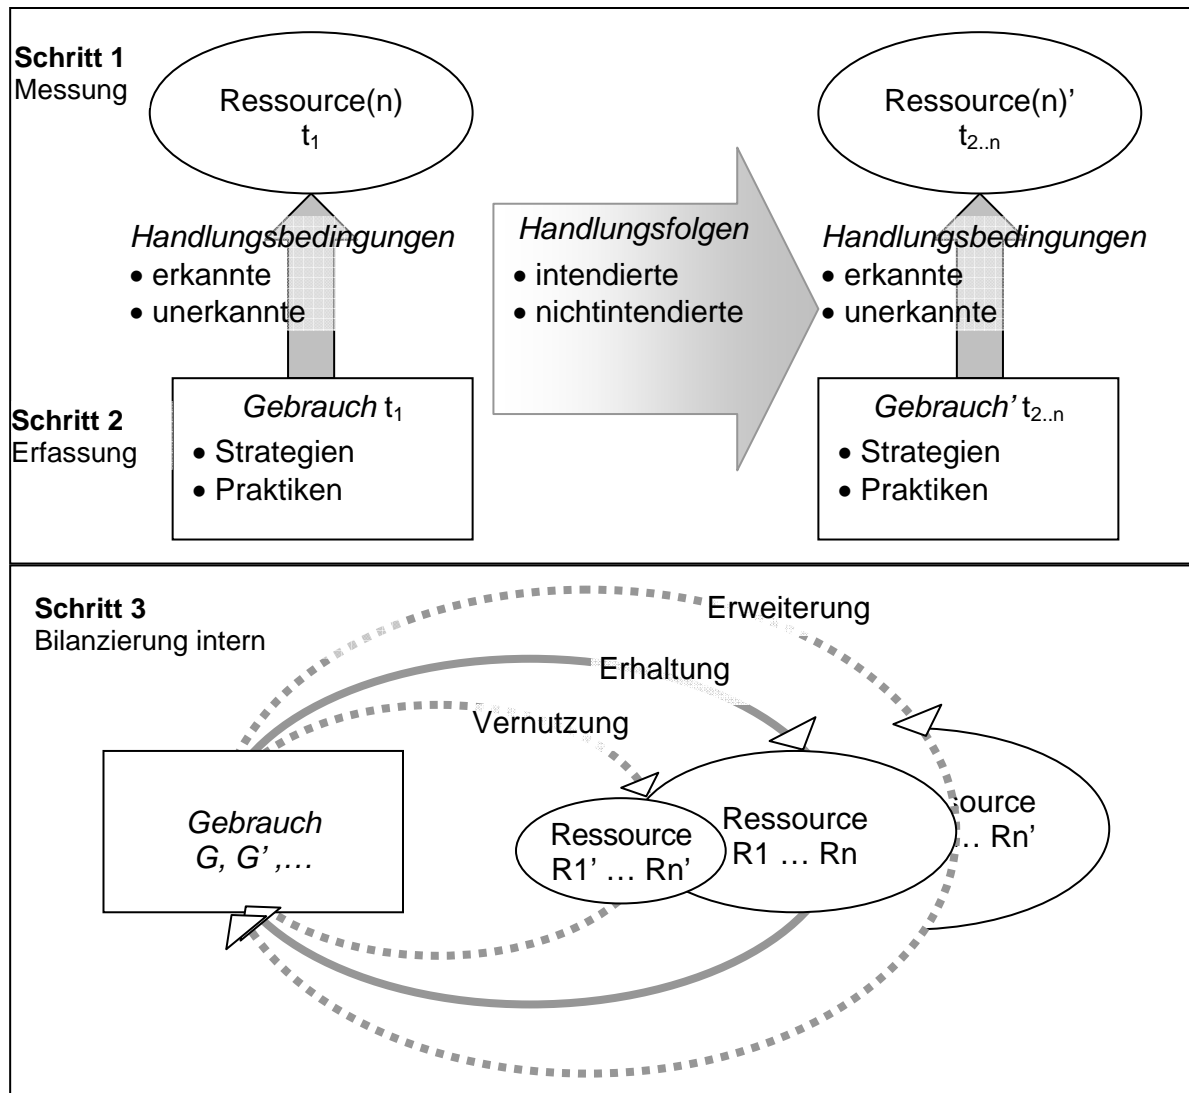 Schritt 1
Messung
Ressource(n)
t1
Ressource(n)’
t2..n
Handlungsbedingungen
• erkannte
• unerkannte
Handlungsfolgen
• intendierte
• nichtintendierte
Handlungsbedingungen
• erkannte
• unerkannte
Schritt 2
Erfassung
Gebrauch t1
• Strategien
• Praktiken
Gebrauch’ t2..n
• Strategien
• Praktiken
Schritt 3
Bilanzierung intern
Erweiterung
Erhaltung
Vernutzung
Gebrauch
G, G’ ,…
Ressource
R1’ … Rn’
Ressource
R1 … Rn
source
… Rn’